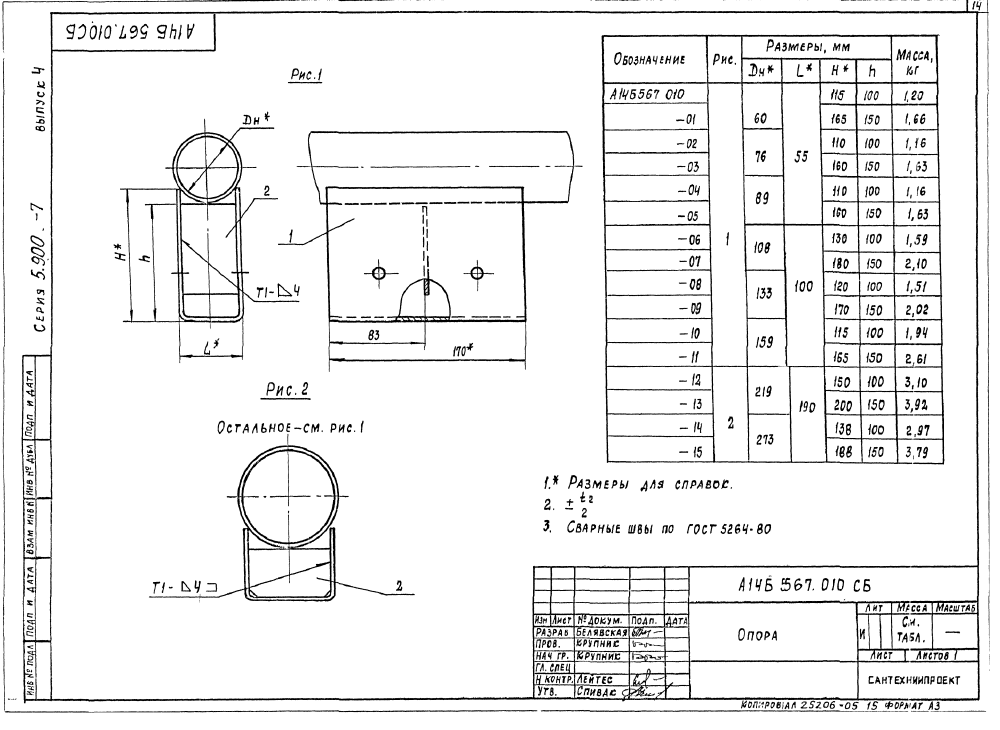 14
А14Б 567.010СБ
Серия 5.900.-7 выпуск 4
Рис.1
Dн*
2
H*
h
Т1-⊿4
L*
1
83
170*
Рис. 2
Остальное-см. рис.1
Т1-⊿4⊐
2
Обозначение Рис. Размеры, мм Масса, кг
Dн* L* H* h
А14Б567 010 1 60 55 115 100 1,20
-01 165 150 1,66
-02 76 110 100 1,16
-03 160 150 1,63
-04 89 110 100 1,16
-05 160 150 1,63
-06 108 100 130 100 1,59
-07 180 150 2,10
-08 133 120 100 1,51
-09 170 150 2,02
-10 159 115 100 1,94
-11 165 150 2,61
-12 2 219 190 150 100 3,10
-13 200 150 3,92
-14 273 138 100 2,97
-15 188 150 3,79
1.* Размеры для справок.
2. ± t2/2
3. Сварные швы по ГОСТ 5264-80
А14Б 567.010 СБ
Изм Лист № докум. Подп. Дата
Разраб Белявская
Пров. Крупник
Нач гр. Крупник
Гл. спец
Н контр. Лейтес
Утв. Спивак
Опора
Лит Масса Масштаб
И См. табл. —
Лист Листов 1
Сантехниипроект
Копировал 25206-05 15 Формат А3
Инв № подл Подп и дата Взам инв № Инв № дубл Подп и дата